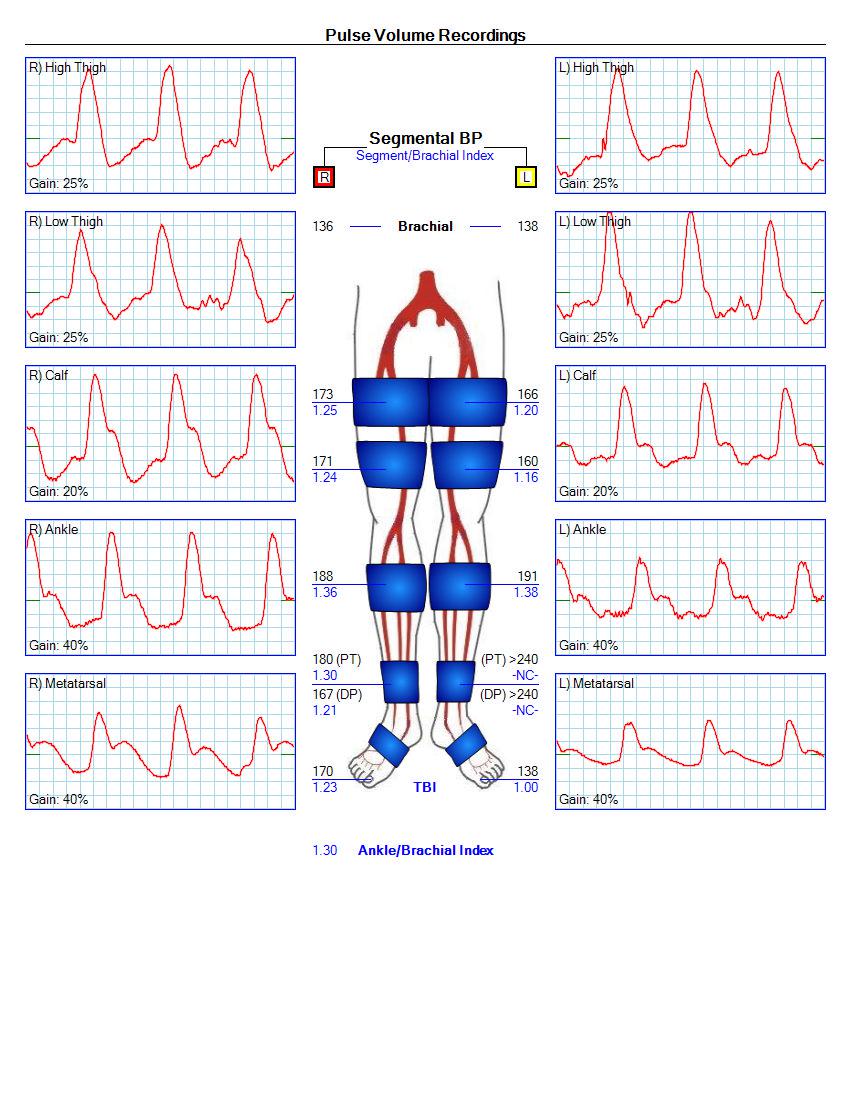 Pulse Volume Recordings
R) High Thigh
Gain: 25%
R) Low Thigh
Gain: 25%
R) Calf
Gain: 20%
R) Ankle
Gain: 40%
R) Metatarsal
Gain: 40%
Segmental BP
Segment/Brachial Index
R L
136 Brachial 138
173 166
1.25 1.20
171 160
1.24 1.16
188 191
1.36 1.38
180 (PT) (PT) >240
1.30 -NC-
167 (DP) (DP) >240
1.21 -NC-
170 138
1.23 TBI 1.00
1.30 Ankle/Brachial Index
L) High Thigh
Gain: 25%
L) Low Thigh
Gain: 25%
L) Calf
Gain: 20%
L) Ankle
Gain: 40%
L) Metatarsal
Gain: 40%